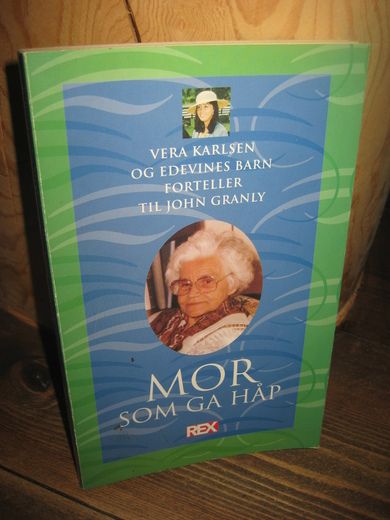 VERA KARLSEN
OG EDEVINES BARN
FORTELLER
TIL JOHN GRANLY
MOR
SOM GA HÅP
REX